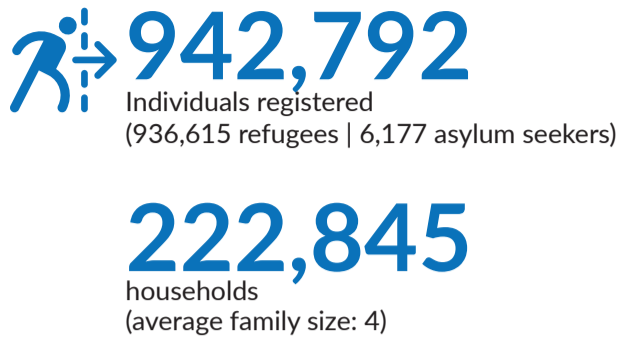 942,792
Individuals registered
(936,615 refugees | 6,177 asylum seekers)
222,845
households
(average family size: 4)